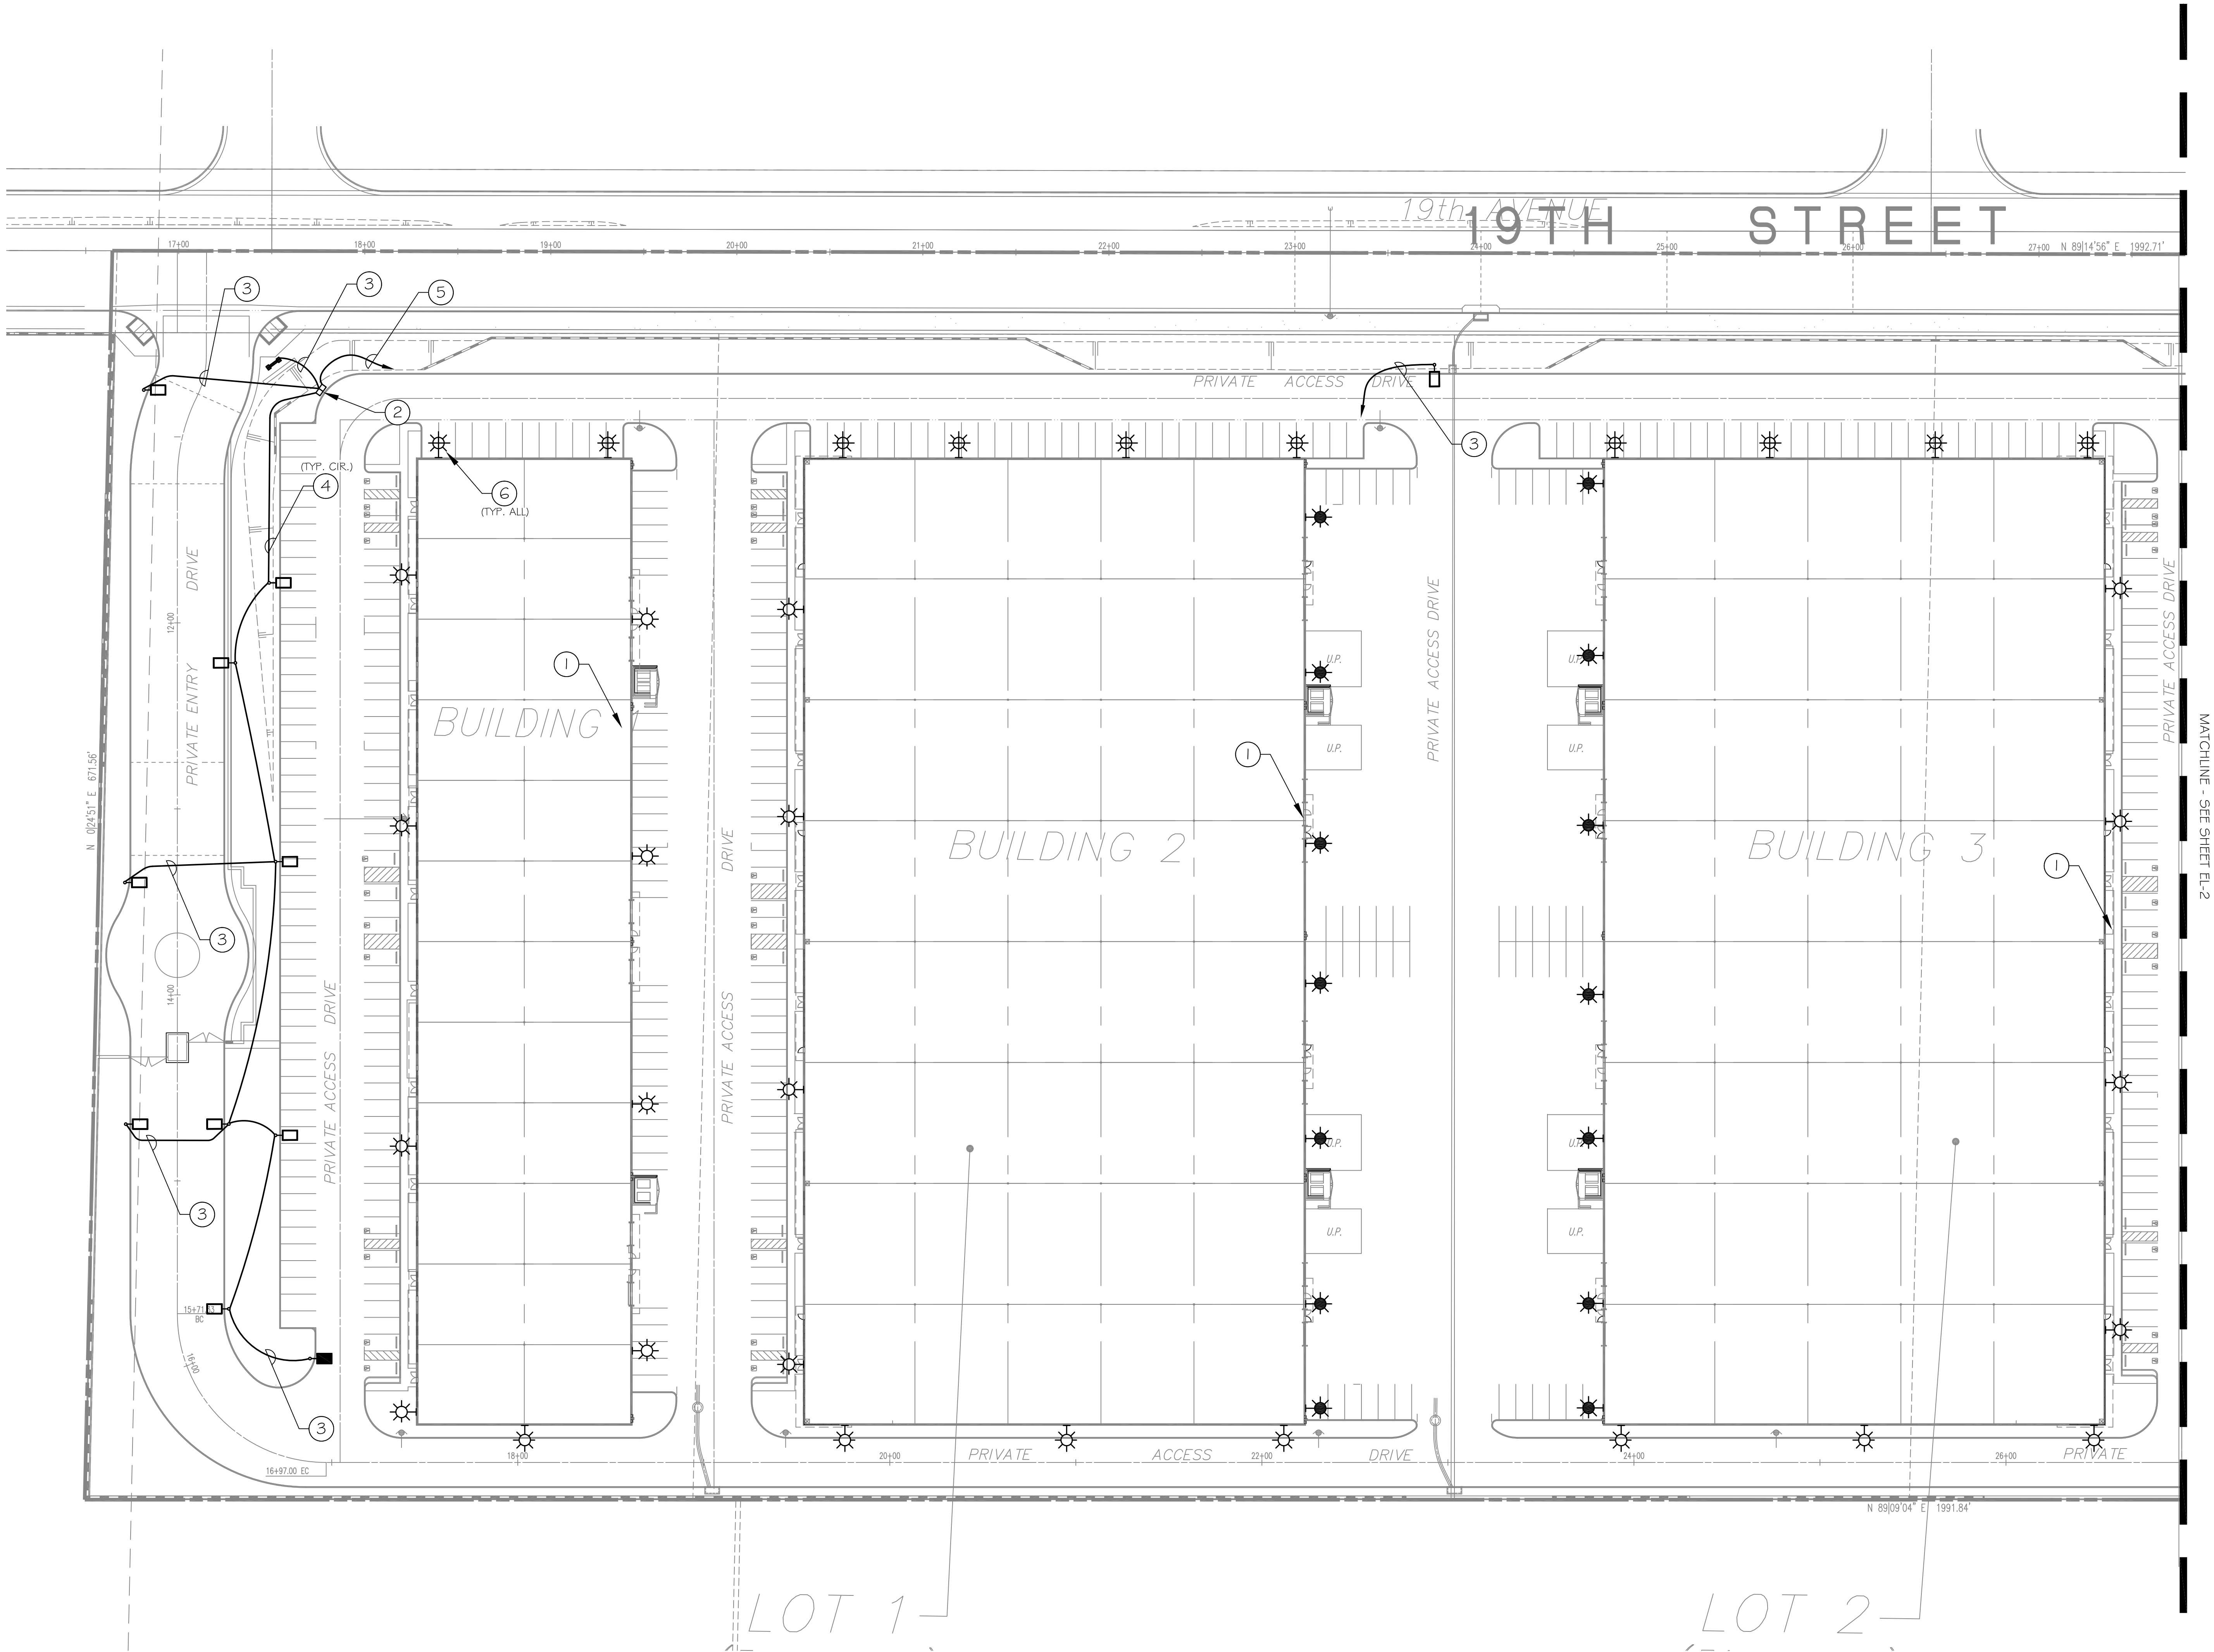 19th AVENUE
19TH STREET
17+00
18+00
19+00
20+00
21+00
22+00
23+00
24+00
25+00
26+00
27+00
N 89|14'56" E 1992.71'
3
3
5
2
3
PRIVATE ACCESS DRIVE
(TYP. CIR.)
4
6
(TYP. ALL)
PRIVATE ENTRY DRIVE
12+00
14+00
N 0|24'51" E 671.56'
1
BUILDING
1
BUILDING 2
BUILDING 3
1
U.P.
U.P.
U.P.
U.P.
U.P.
U.P.
U.P.
U.P.
PRIVATE ACCESS DRIVE
PRIVATE ACCESS DRIVE
PRIVATE ACCESS DRIVE
PRIVATE ACCESS DRIVE
MATCHLINE - SEE SHEET EL-2
3
3
3
BC
16+00
16+97.00 EC
18+00
20+00
22+00
24+00
26+00
PRIVATE ACCESS DRIVE
PRIVATE
N 89|09'04" E 1991.84'
LOT 1
LOT 2